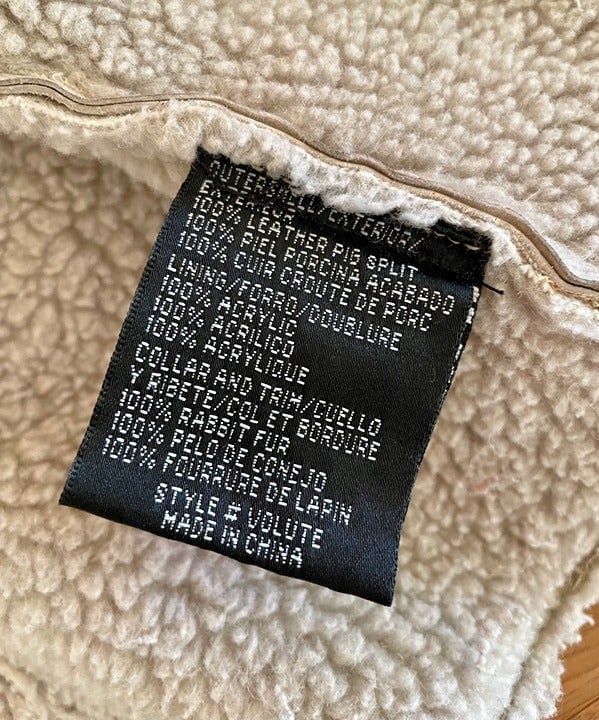 OUTERSHELL/EXTERIOR/
EXTERIEUR
100% LEATHER PIG SPLIT
100% PIEL PORCINA ACABADO
100% CUIR CROUTE DE PORC
LINING/FORRO/DOUBLURE
100% ACRYLIC
100% ACRILICO
100% ACRYLIQUE
COLLAR AND TRIM/CUELLO
Y RIBETE/COL ET BORDURE
100% RABBIT FUR
100% PELO DE CONEJO
100% FOURRURE DE LAPIN
STYLE # VOLUTE
MADE IN CHINA